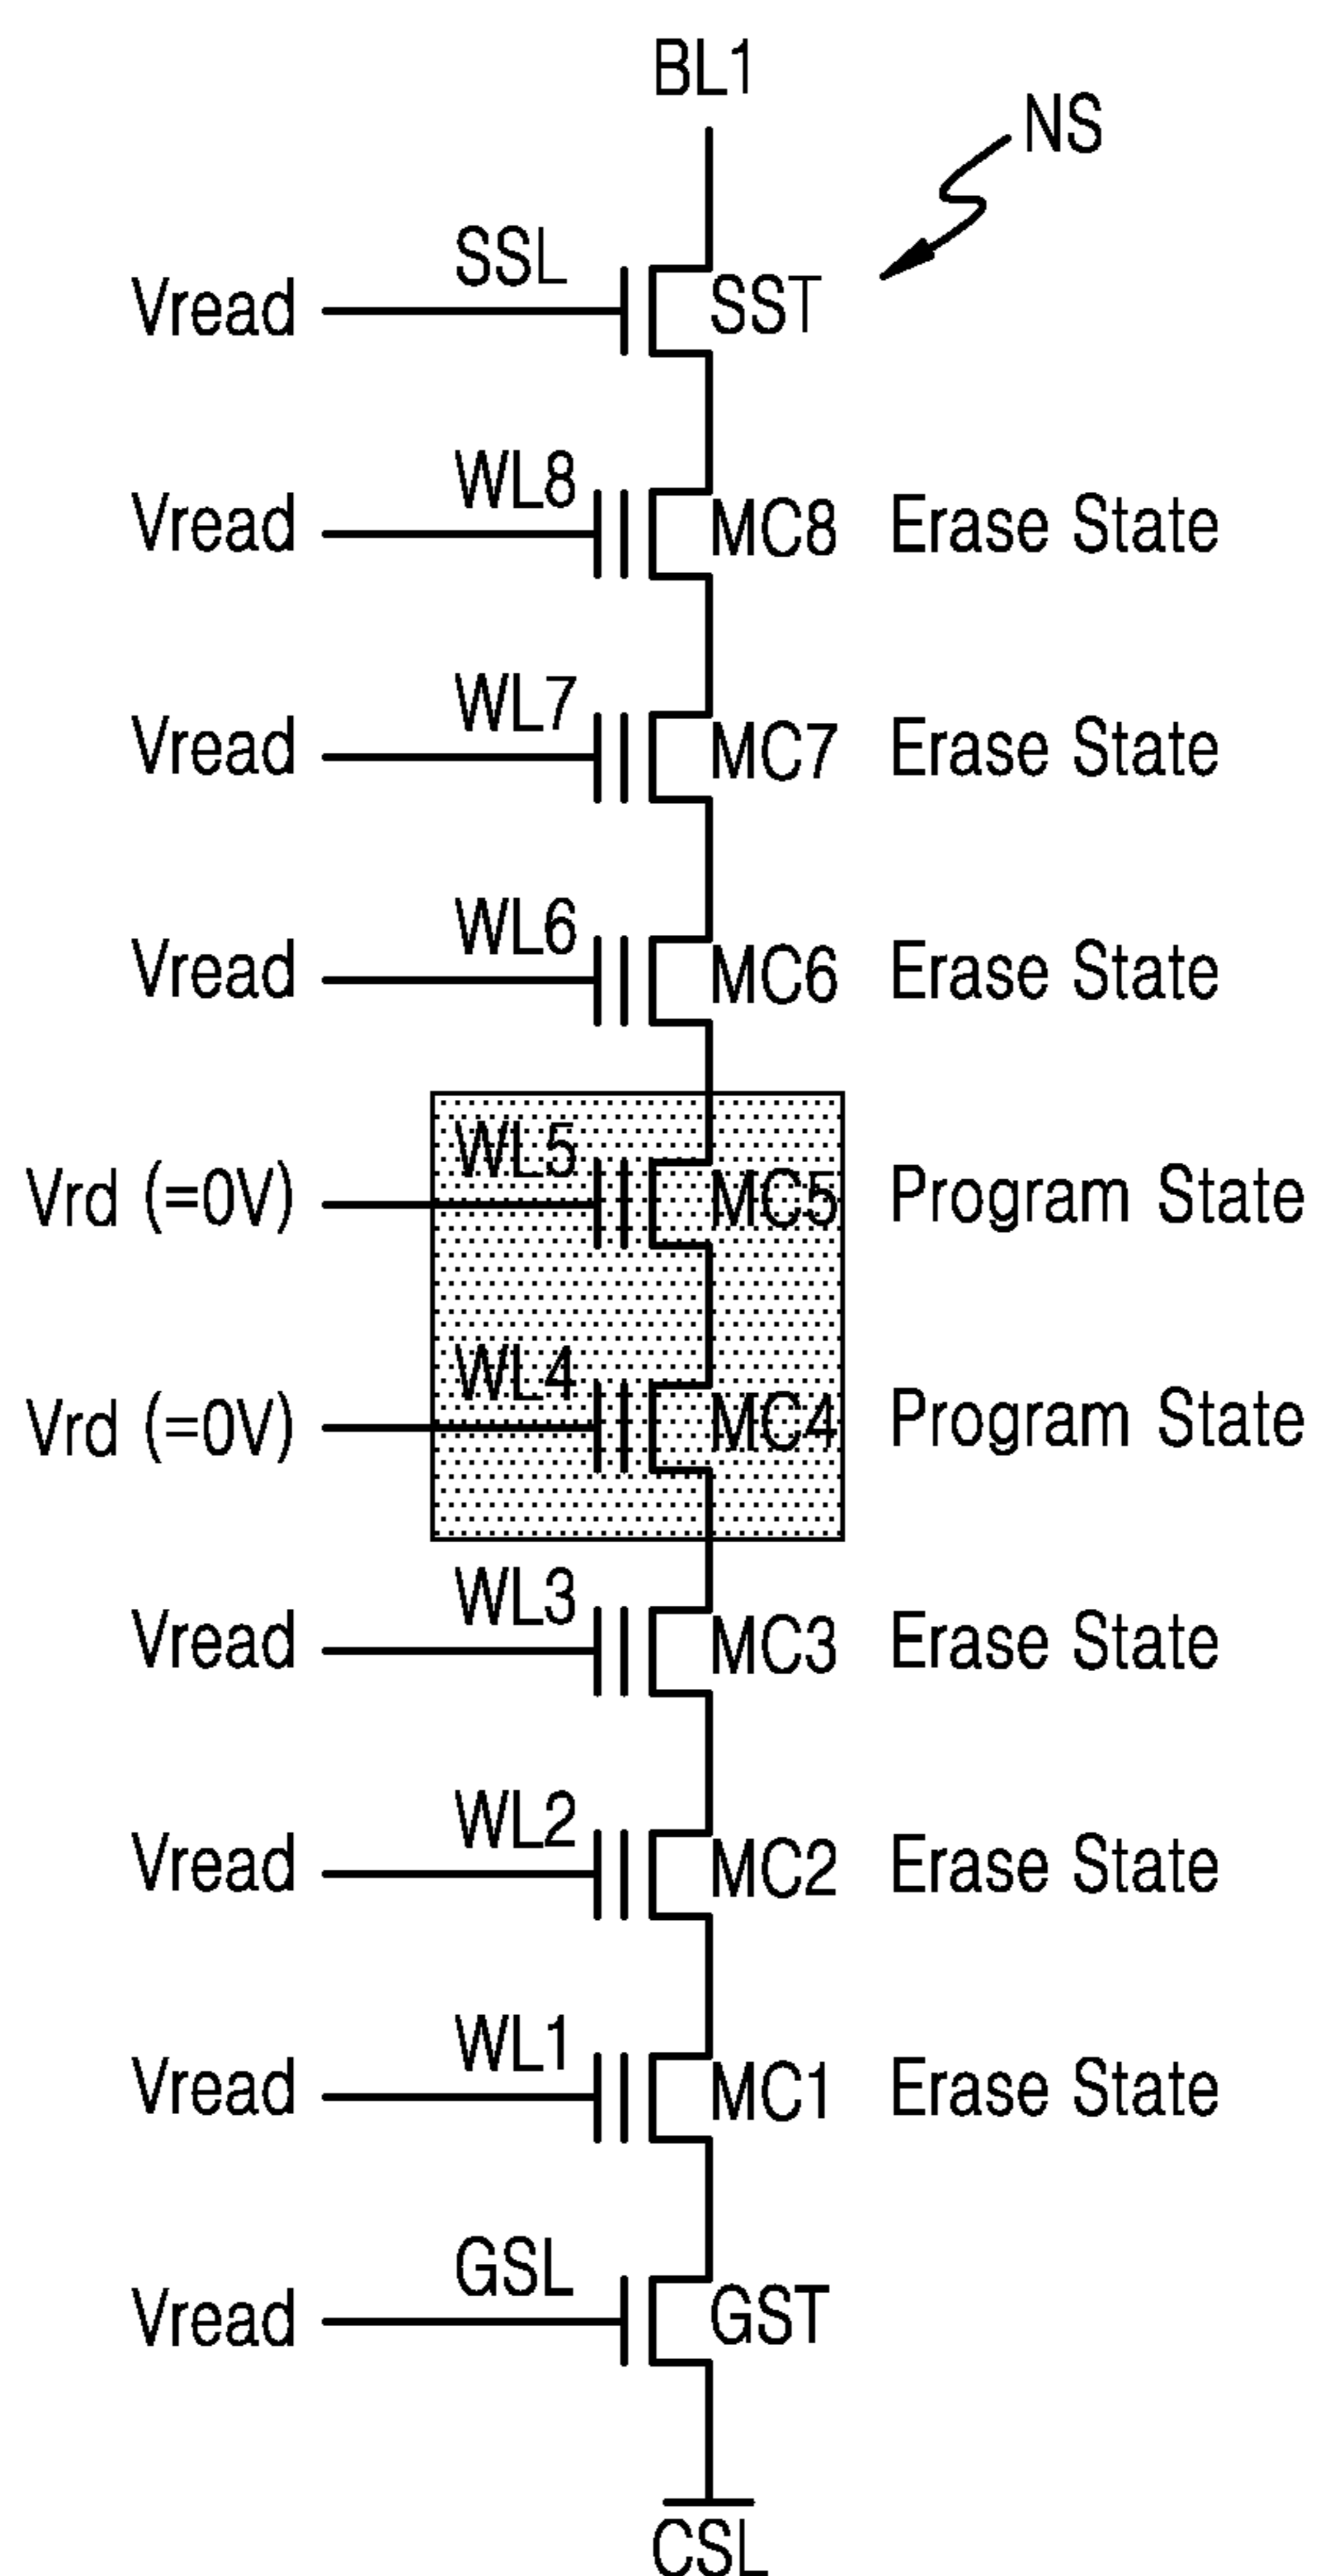 BL1
NS
SSL
Vread SST
WL8
Vread MC8 Erase State
WL7
Vread MC7 Erase State
WL6
Vread MC6 Erase State
WL5
Vrd (=0V) MC5 Program State
WL4
Vrd (=0V) MC4 Program State
WL3
Vread MC3 Erase State
WL2
Vread MC2 Erase State
WL1
Vread MC1 Erase State
GSL
Vread GST
CSL